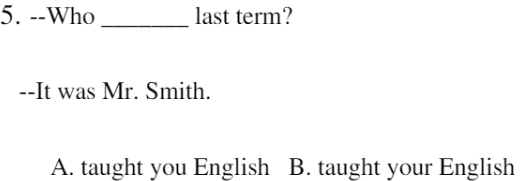 5. --Who _______ last term?
--It was Mr. Smith.
A. taught you English B. taught your English